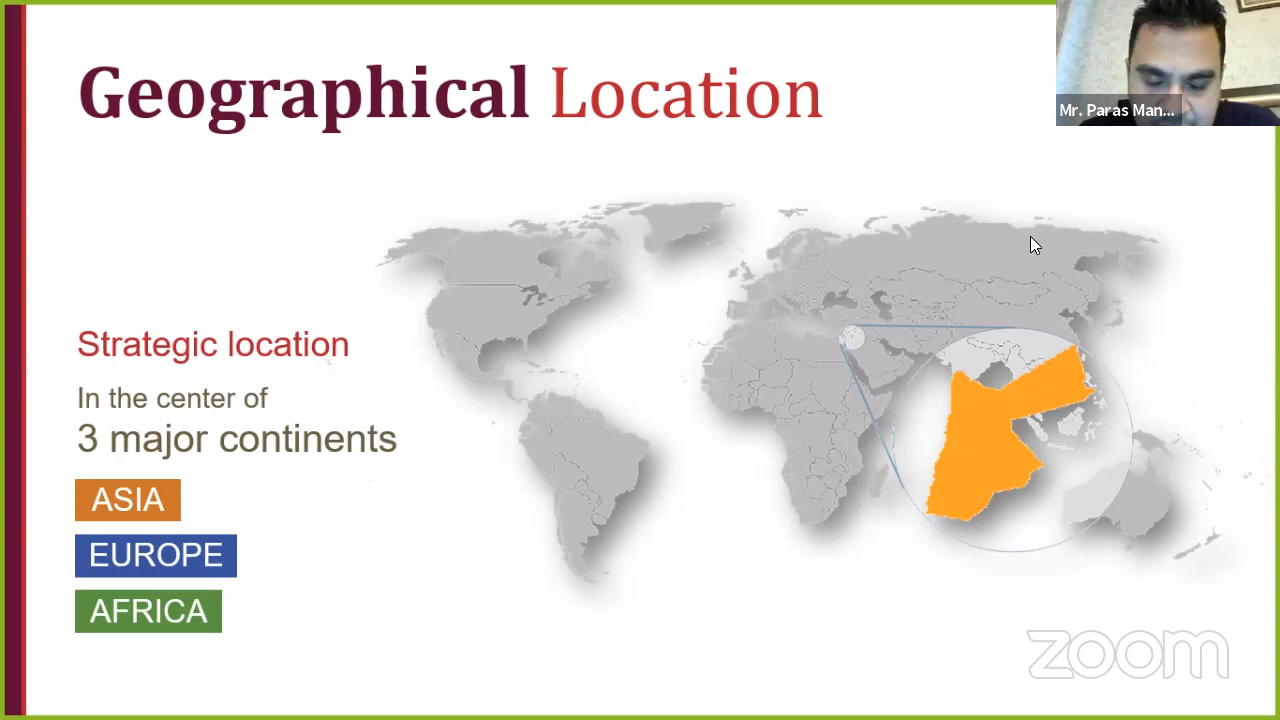 Geographical Location
Mr. Paras Man...
Strategic location
In the center of
3 major continents
ASIA
EUROPE
AFRICA
zoom